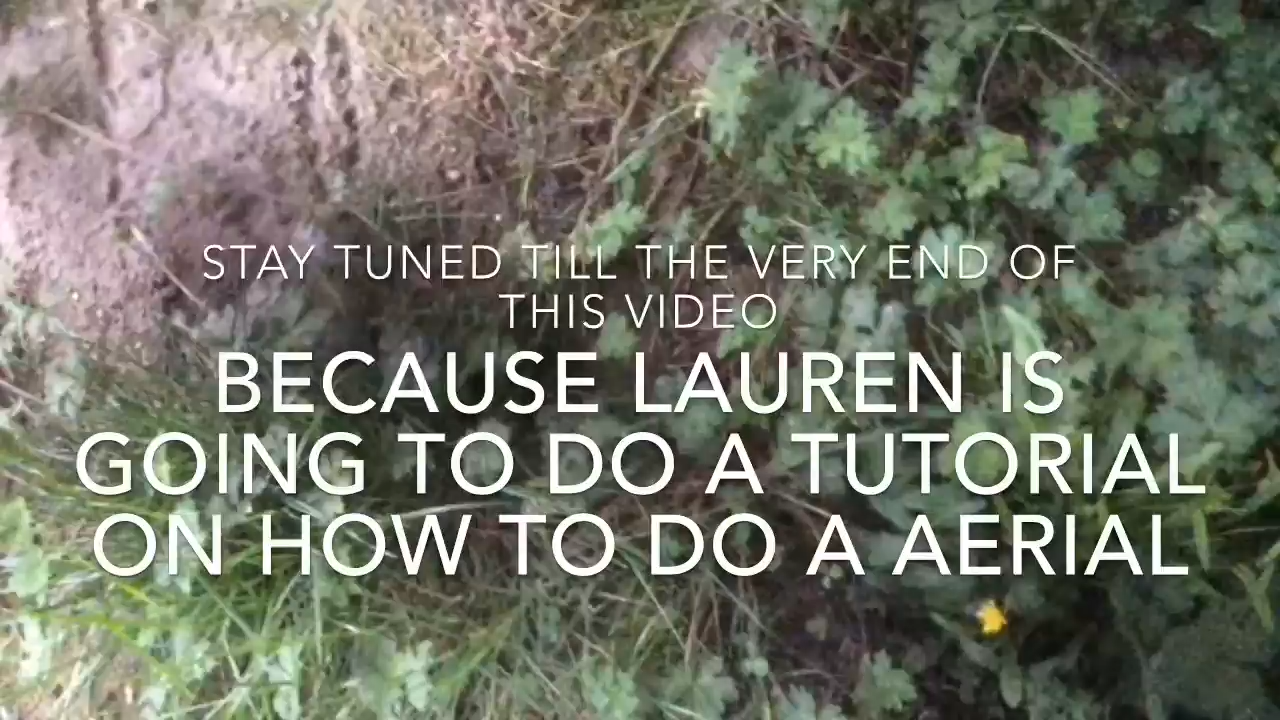 STAY TUNED TILL THE VERY END OF
THIS VIDEO
BECAUSE LAUREN IS
GOING TO DO A TUTORIAL
ON HOW TO DO A AERIAL